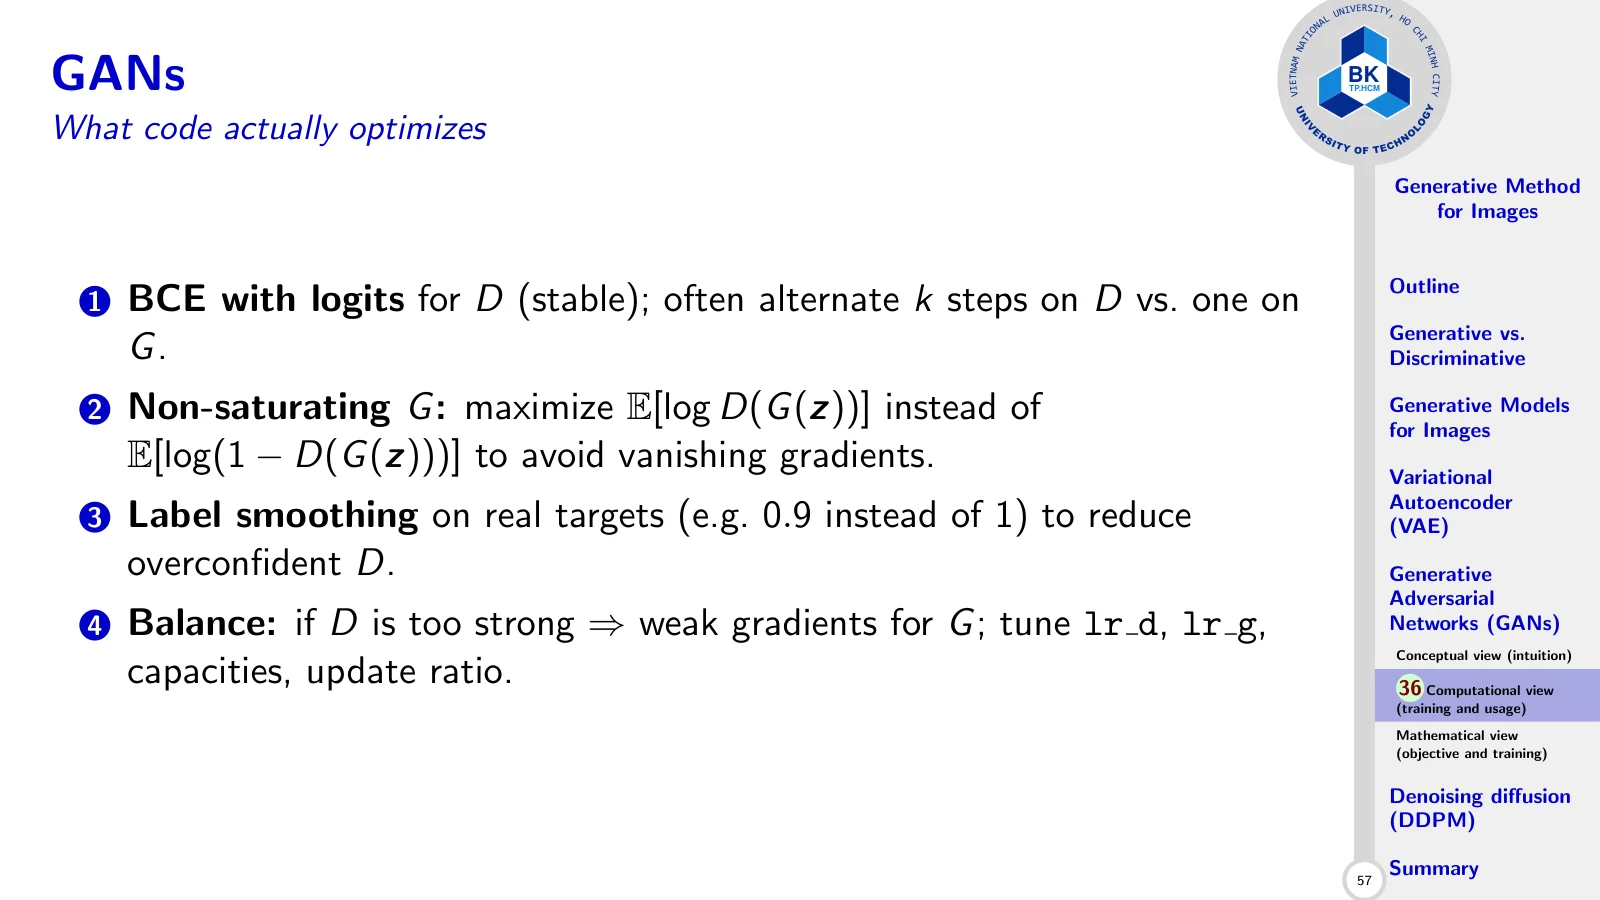 GANs
What code actually optimizes
1 BCE with logits for D (stable); often alternate k steps on D vs. one on
G.
2 Non-saturating G: maximize 𝔼[log D(G(z))] instead of
𝔼[log(1 − D(G(z)))] to avoid vanishing gradients.
3 Label smoothing on real targets (e.g. 0.9 instead of 1) to reduce
overconfident D.
4 Balance: if D is too strong ⇒ weak gradients for G; tune lr_d, lr_g,
capacities, update ratio.
VIETNAM NATIONAL UNIVERSITY, HO CHI MINH CITY
BK
TP.HCM
UNIVERSITY OF TECHNOLOGY
Generative Method
for Images
Outline
Generative vs.
Discriminative
Generative Models
for Images
Variational
Autoencoder
(VAE)
Generative
Adversarial
Networks (GANs)
Conceptual view (intuition)
36 Computational view
(training and usage)
Mathematical view
(objective and training)
Denoising diffusion
(DDPM)
Summary
57